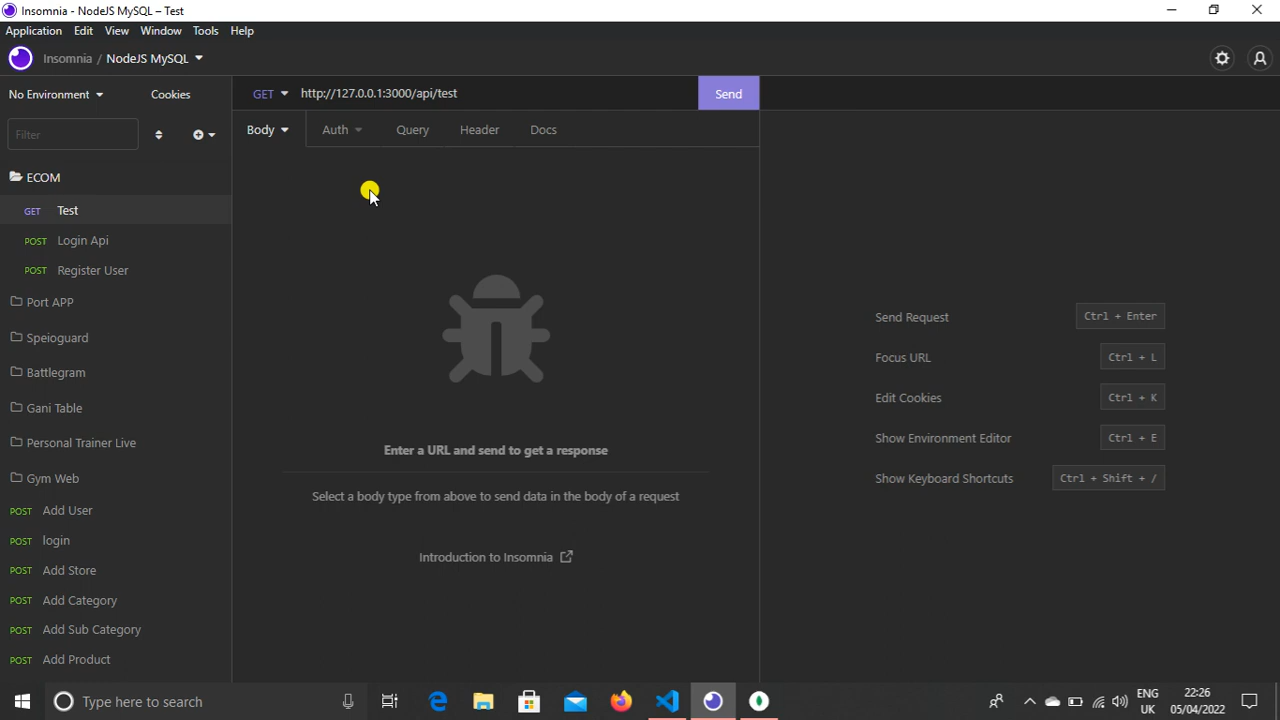 Insomnia - NodeJS MySQL – Test
Application Edit View Window Tools Help
Insomnia / NodeJS MySQL
No Environment Cookies
GET http://127.0.0.1:3000/api/test Send
Filter
Body Auth Query Header Docs
ECOM
GET Test
POST Login Api
POST Register User
Port APP
Speioguard
Battlegram
Gani Table
Personal Trainer Live
Gym Web
POST Add User
POST login
POST Add Store
POST Add Category
POST Add Sub Category
POST Add Product
Enter a URL and send to get a response
Select a body type from above to send data in the body of a request
Introduction to Insomnia
Send Request Ctrl + Enter
Focus URL Ctrl + L
Edit Cookies Ctrl + K
Show Environment Editor Ctrl + E
Show Keyboard Shortcuts Ctrl + Shift + /
Type here to search
ENG
UK
22:26
05/04/2022